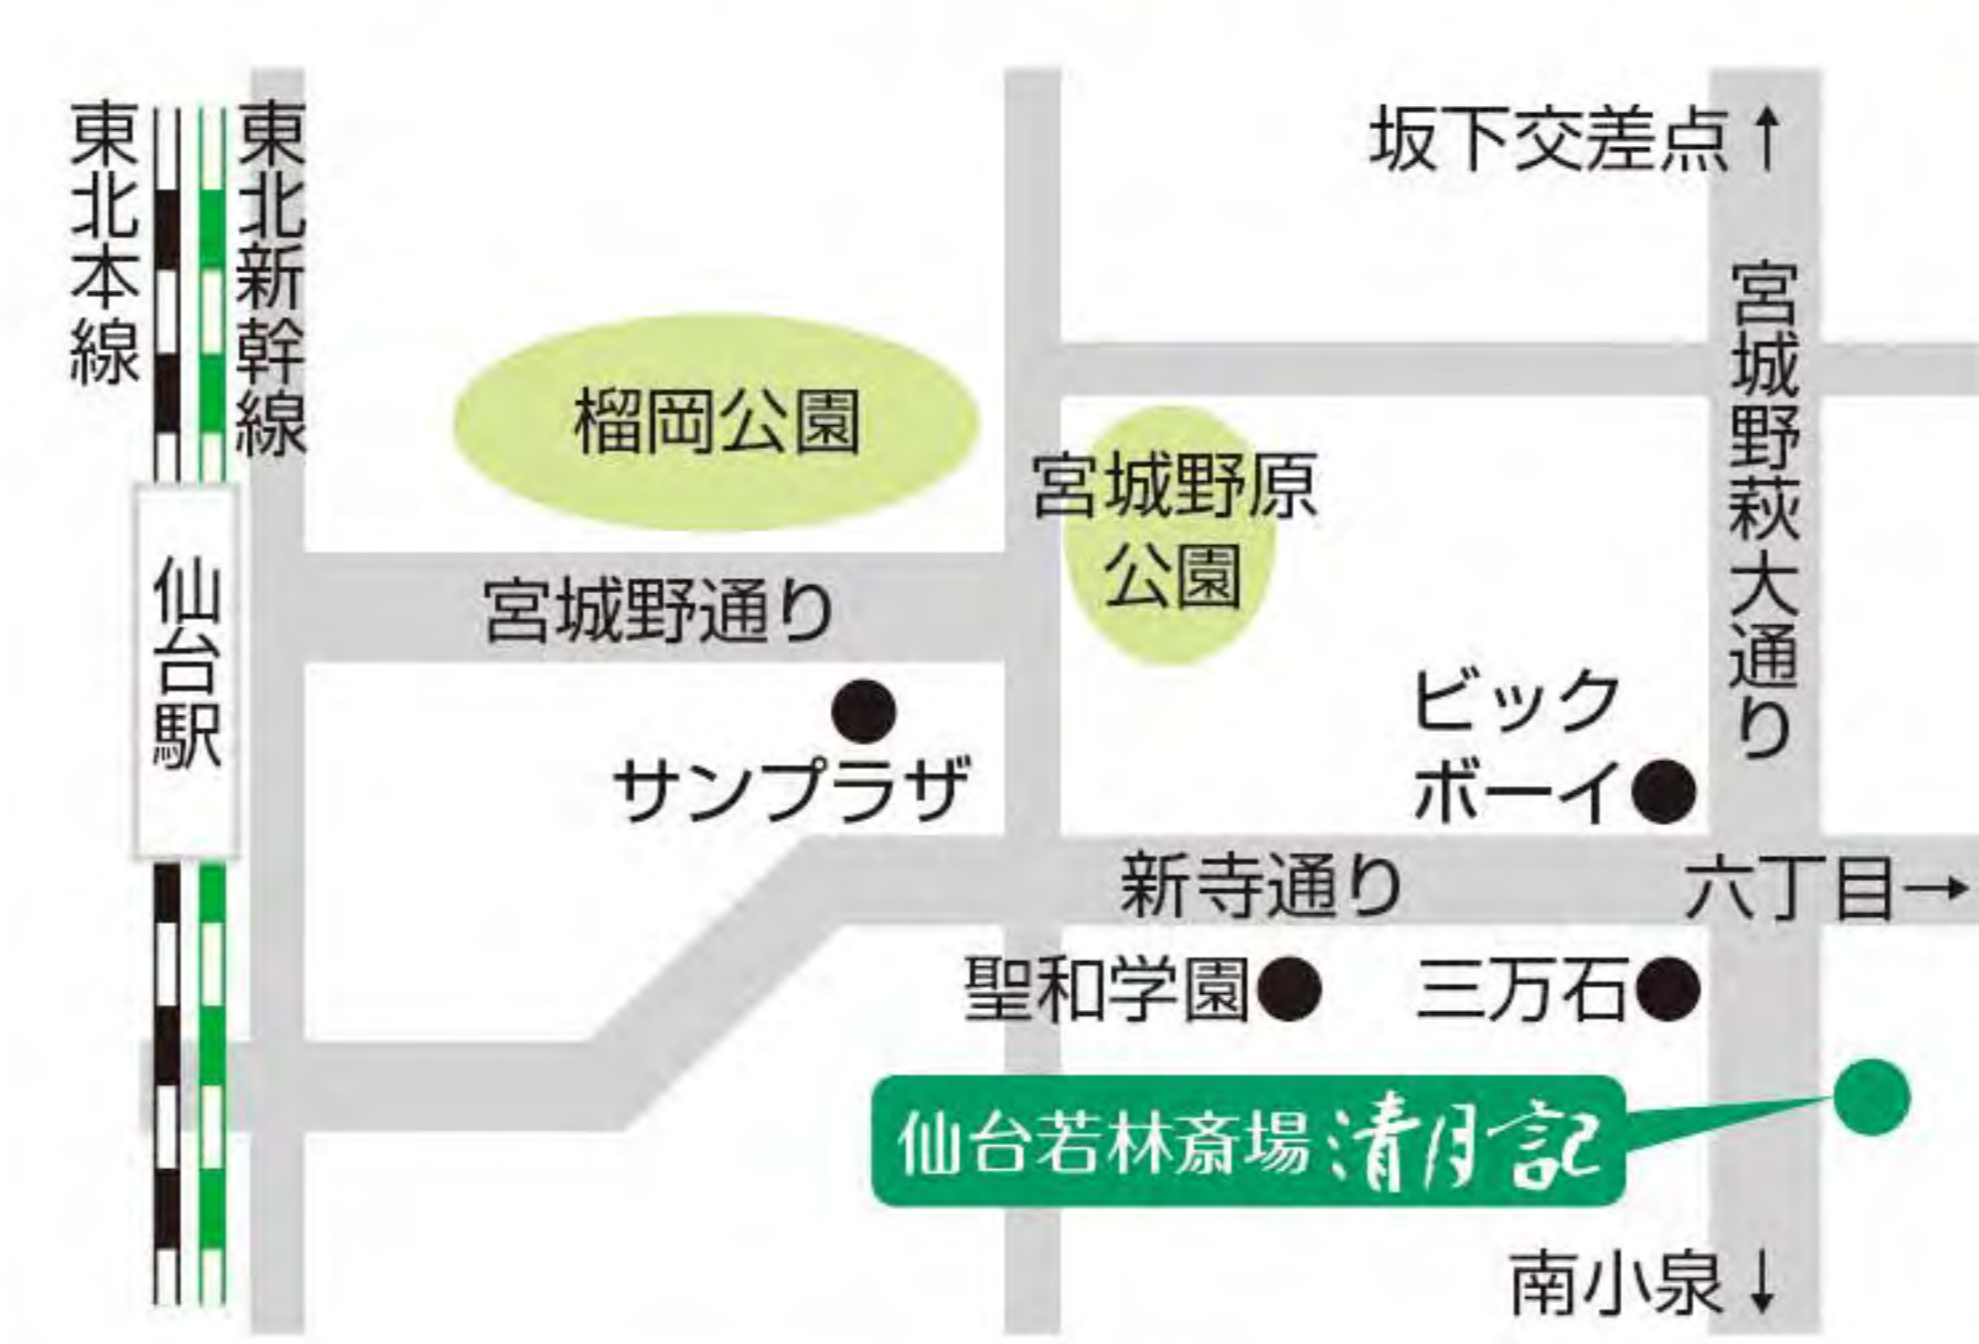 東北本線
東北新幹線
坂下交差点↑
宮城野萩大通り
榴岡公園
宮城野原
公園
仙台駅
宮城野通り
サンプラザ
ビック
ボーイ
新寺通り
六丁目→
聖和学園
三万石
仙台若林斎場 清月記
南小泉↓